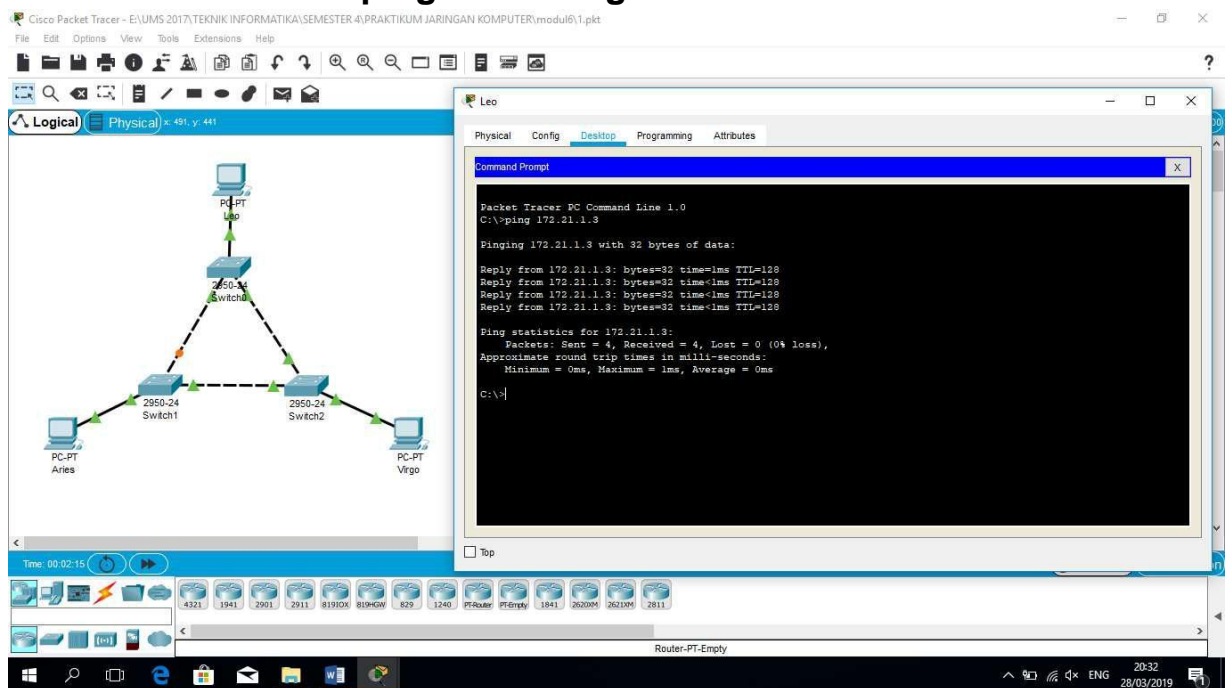 Cisco Packet Tracer - E:\UMS 2017\TEKNIK INFORMATIKA\SEMESTER 4\PRAKTIKUM JARINGAN KOMPUTER\modul6\1.pkt
File Edit Options View Tools Extensions Help
?
Logical Physical x: 491, y: 441
PC-PT
Leo
2950-24
Switch0
2950-24
Switch1
2950-24
Switch2
PC-PT
Aries
PC-PT
Virgo
Leo
Physical Config Desktop Programming Attributes
Command Prompt X
Packet Tracer PC Command Line 1.0
C:\>ping 172.21.1.3
Pinging 172.21.1.3 with 32 bytes of data:
Reply from 172.21.1.3: bytes=32 time=1ms TTL=128
Reply from 172.21.1.3: bytes=32 time<1ms TTL=128
Reply from 172.21.1.3: bytes=32 time<1ms TTL=128
Reply from 172.21.1.3: bytes=32 time<1ms TTL=128
Ping statistics for 172.21.1.3:
Packets: Sent = 4, Received = 4, Lost = 0 (0% loss),
Approximate round trip times in milli-seconds:
Minimum = 0ms, Maximum = 1ms, Average = 0ms
C:\>
Top
Time: 00:02:15
4321 1941 2901 2911 819IOX 819HGW 829 1240 PT-Router PT-Empty 1841 2620XM 2621XM 2811
Router-PT-Empty
ENG
20:32
28/03/2019